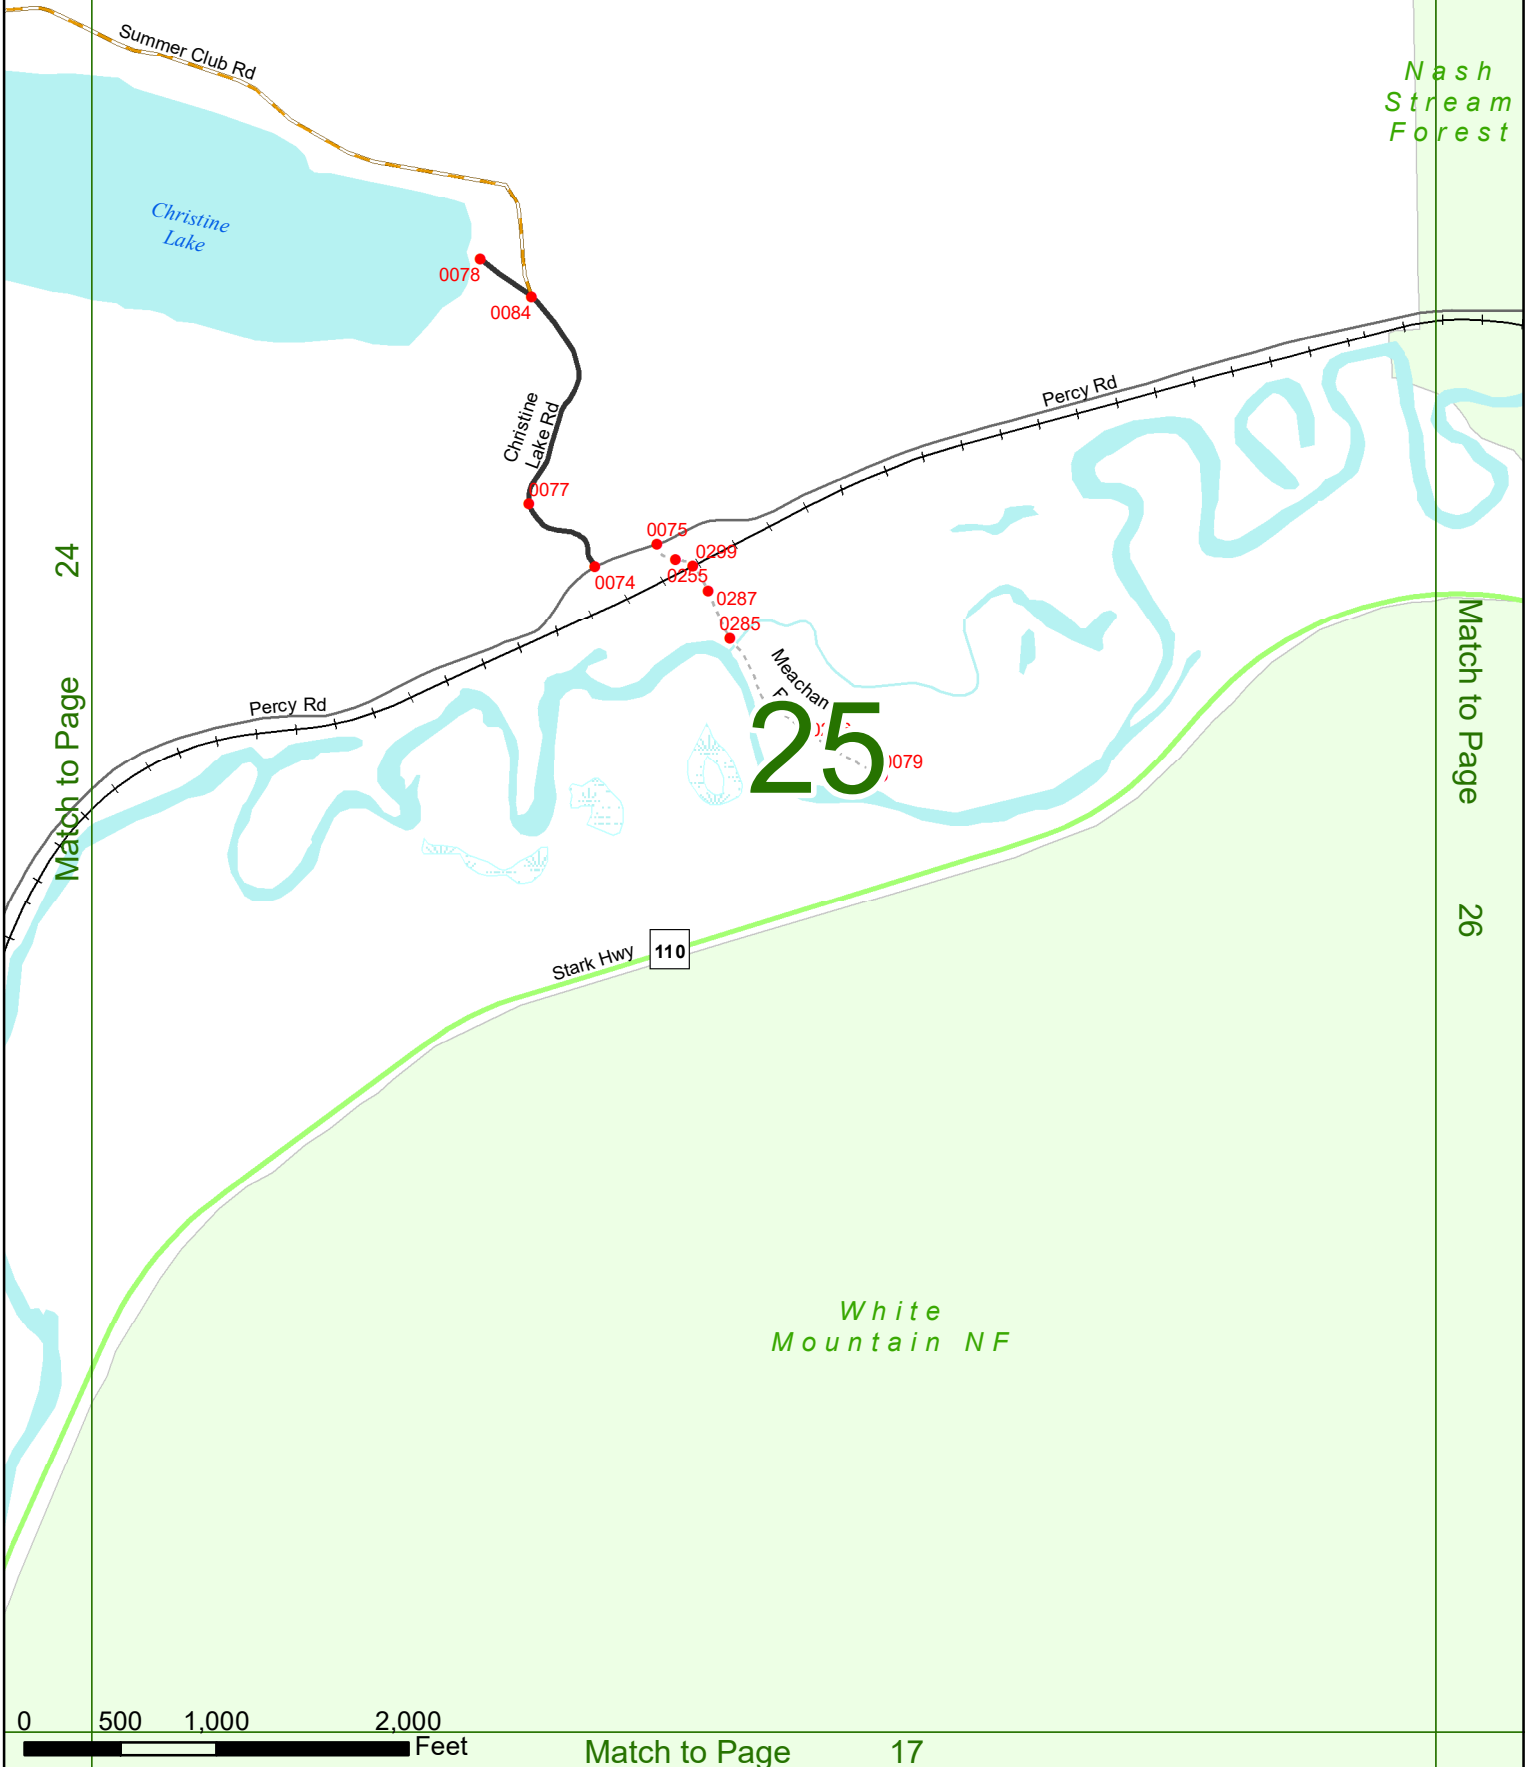 Summer Club Rd
Nash
Stream
Forest
Christine
Lake
0078
0084
Percy Rd
Christine
Lake Rd
0077
0075
0299
0255
0074
0287
0285
24
Match to Page
Meachan
25
0079
Percy Rd
Match to Page
26
Stark Hwy
110
White
Mountain NF
0 500 1,000 2,000
Feet
Match to Page 17